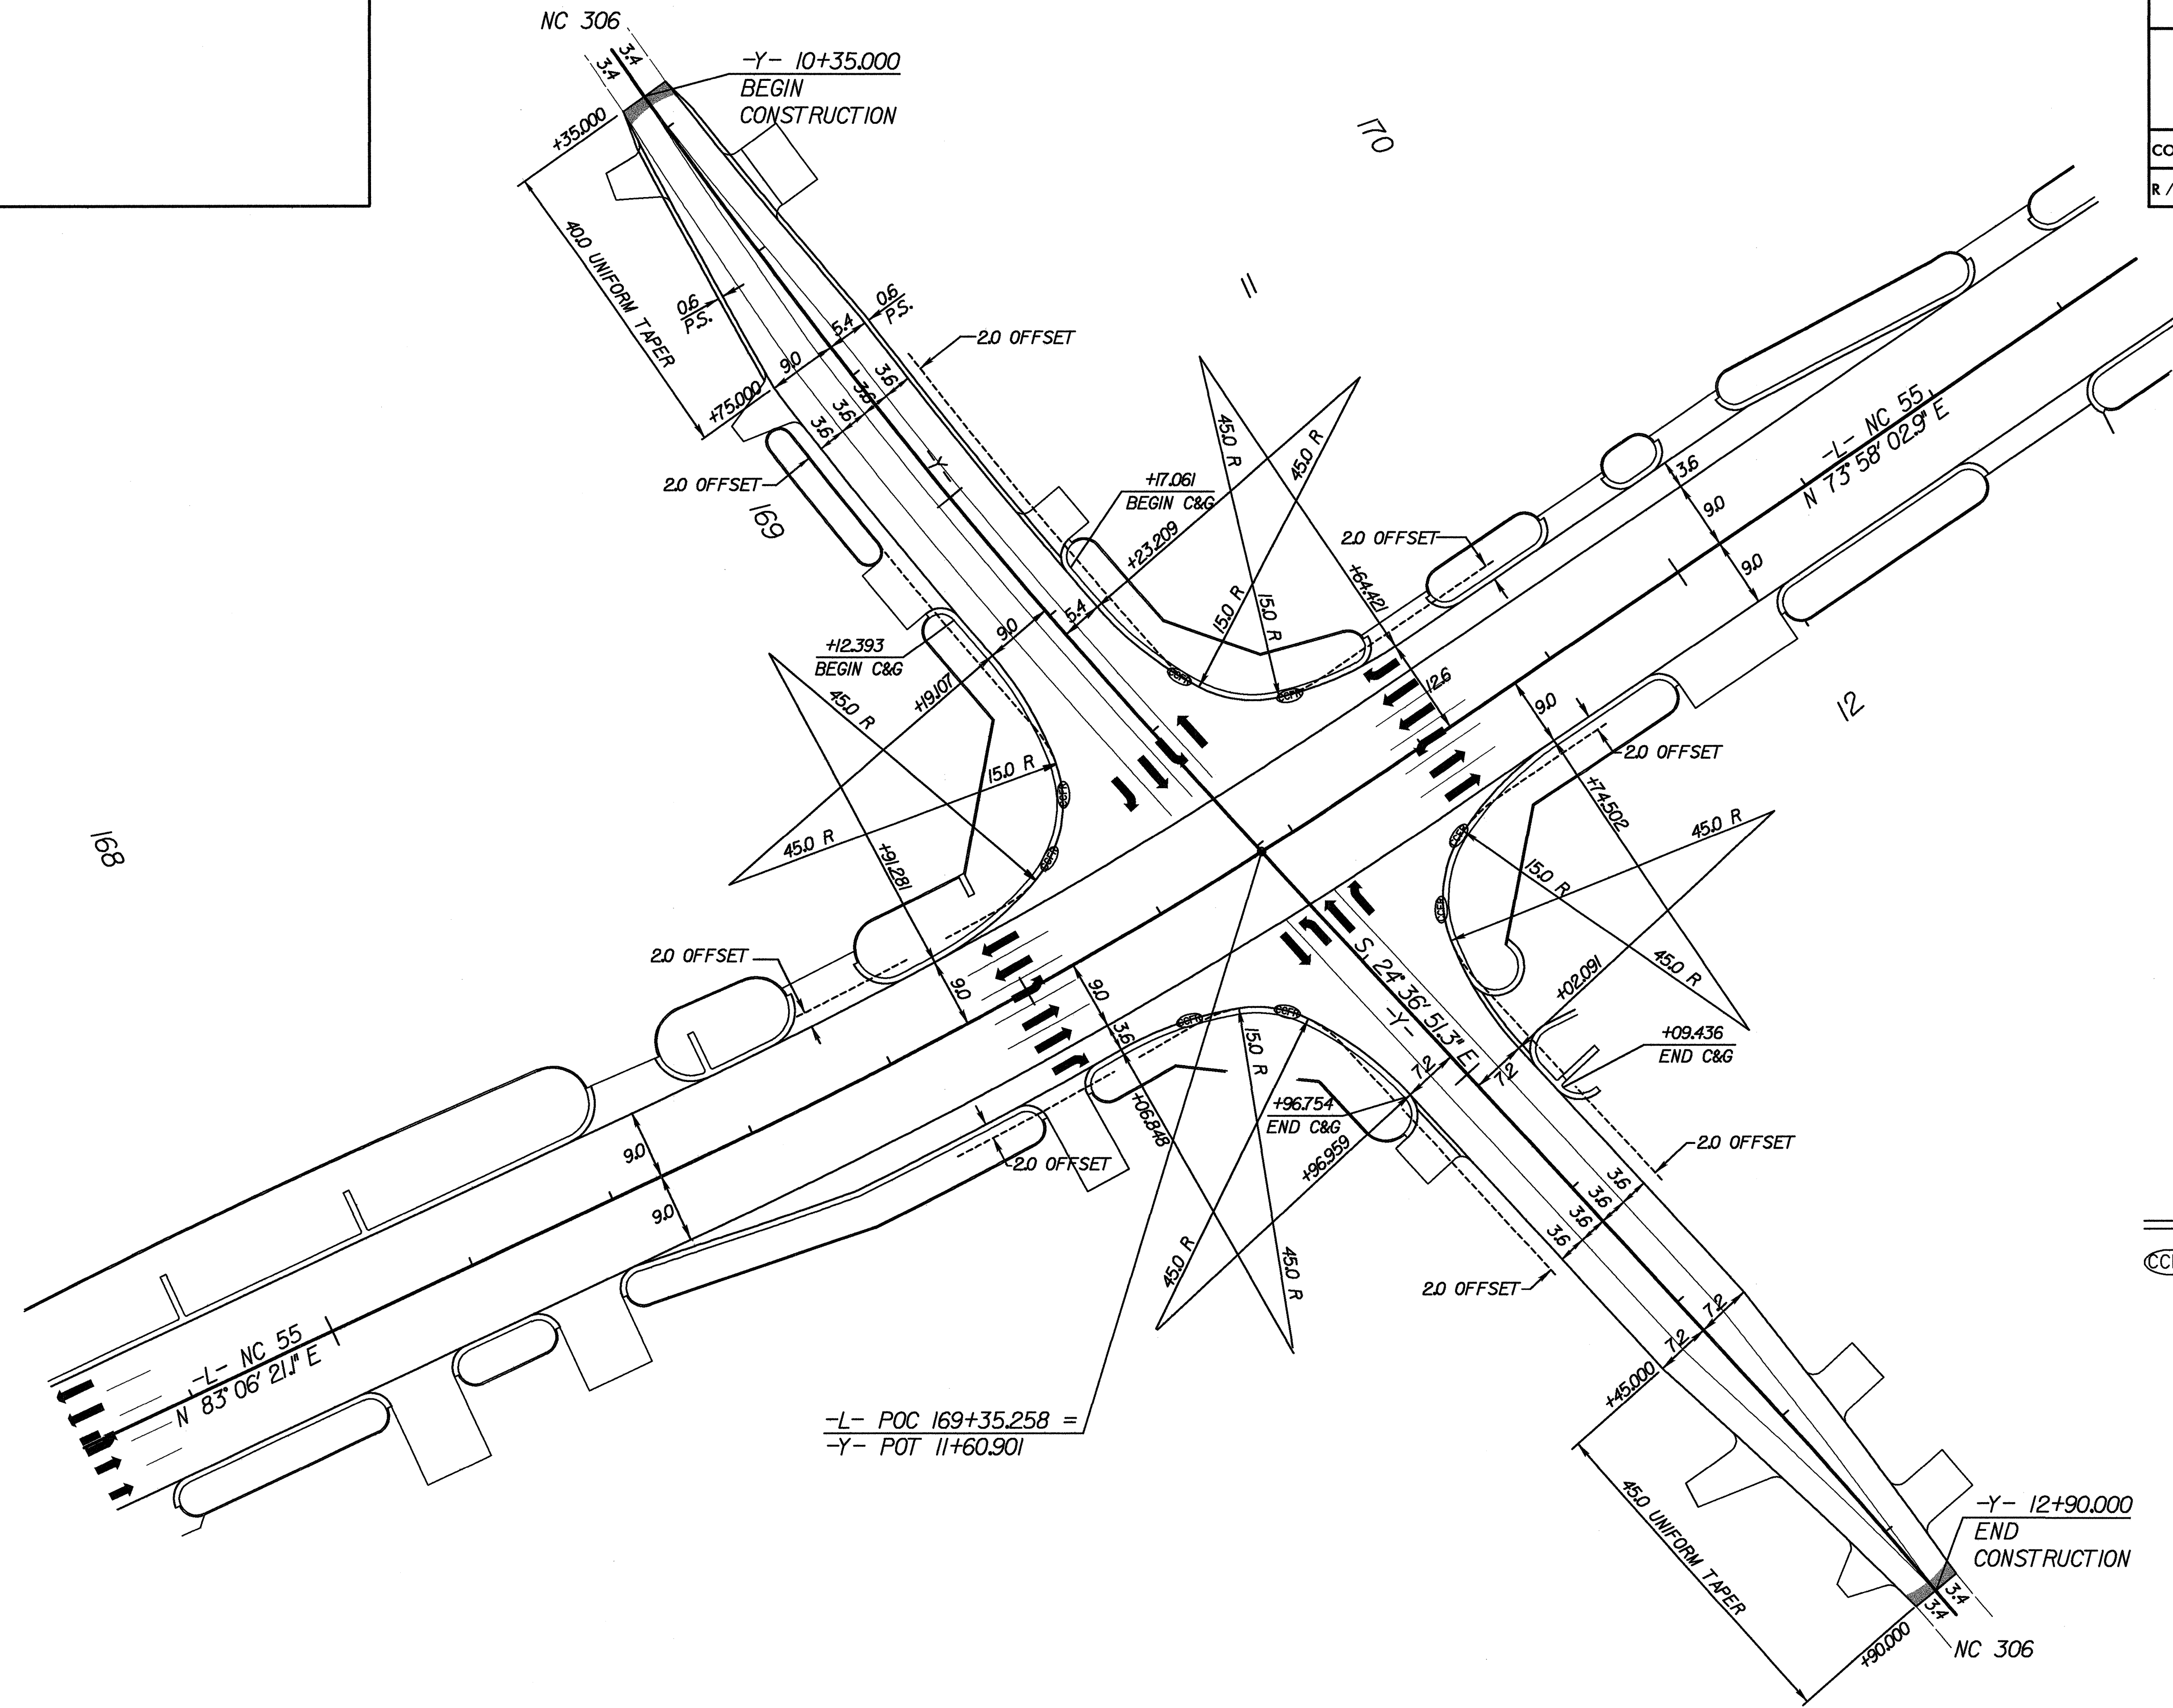 NC 306
3.4
3.4
-Y- 10+35.000
BEGIN
CONSTRUCTION
+35.000
40.0 UNIFORM TAPER
0.6
P.S.
0.6
P.S.
5.4
9.0
2.0 OFFSET
+75.000
3.6
3.6
3.6
3.6
2.0 OFFSET
-Y-
170
11
169
168
12
+17.061
BEGIN C&G
+23.209
45.0 R
45.0 R
15.0 R
15.0 R
+64.421
2.0 OFFSET
3.6
9.0
9.0
-L- NC 55
N 73° 58' 02.9" E
5.4
9.0
+12.393
BEGIN C&G
+19.107
45.0 R
15.0 R
45.0 R
+91.281
CCFR
CCFR
CCFR
CCFR
12.6
9.0
2.0 OFFSET
+74.502
45.0 R
15.0 R
45.0 R
CCFR
CCFR
+02.091
+09.436
END C&G
2.0 OFFSET
9.0
9.0
3.6
CCFR
CCFR
15.0 R
+06.848
S 24° 36' 51.3" E
-Y-
7.2
7.2
+96.754
END C&G
+96.959
45.0 R
45.0 R
2.0 OFFSET
9.0
9.0
2.0 OFFSET
3.6
3.6
3.6
3.6
2.0 OFFSET
-L- NC 55
N 83° 06' 21.1" E
-L- POC 169+35.258 =
-Y- POT 11+60.901
7.2
7.2
+45.000
45.0 UNIFORM TAPER
-Y- 12+90.000
END
CONSTRUCTION
3.4
3.4
+90.000
NC 306
CO
R /